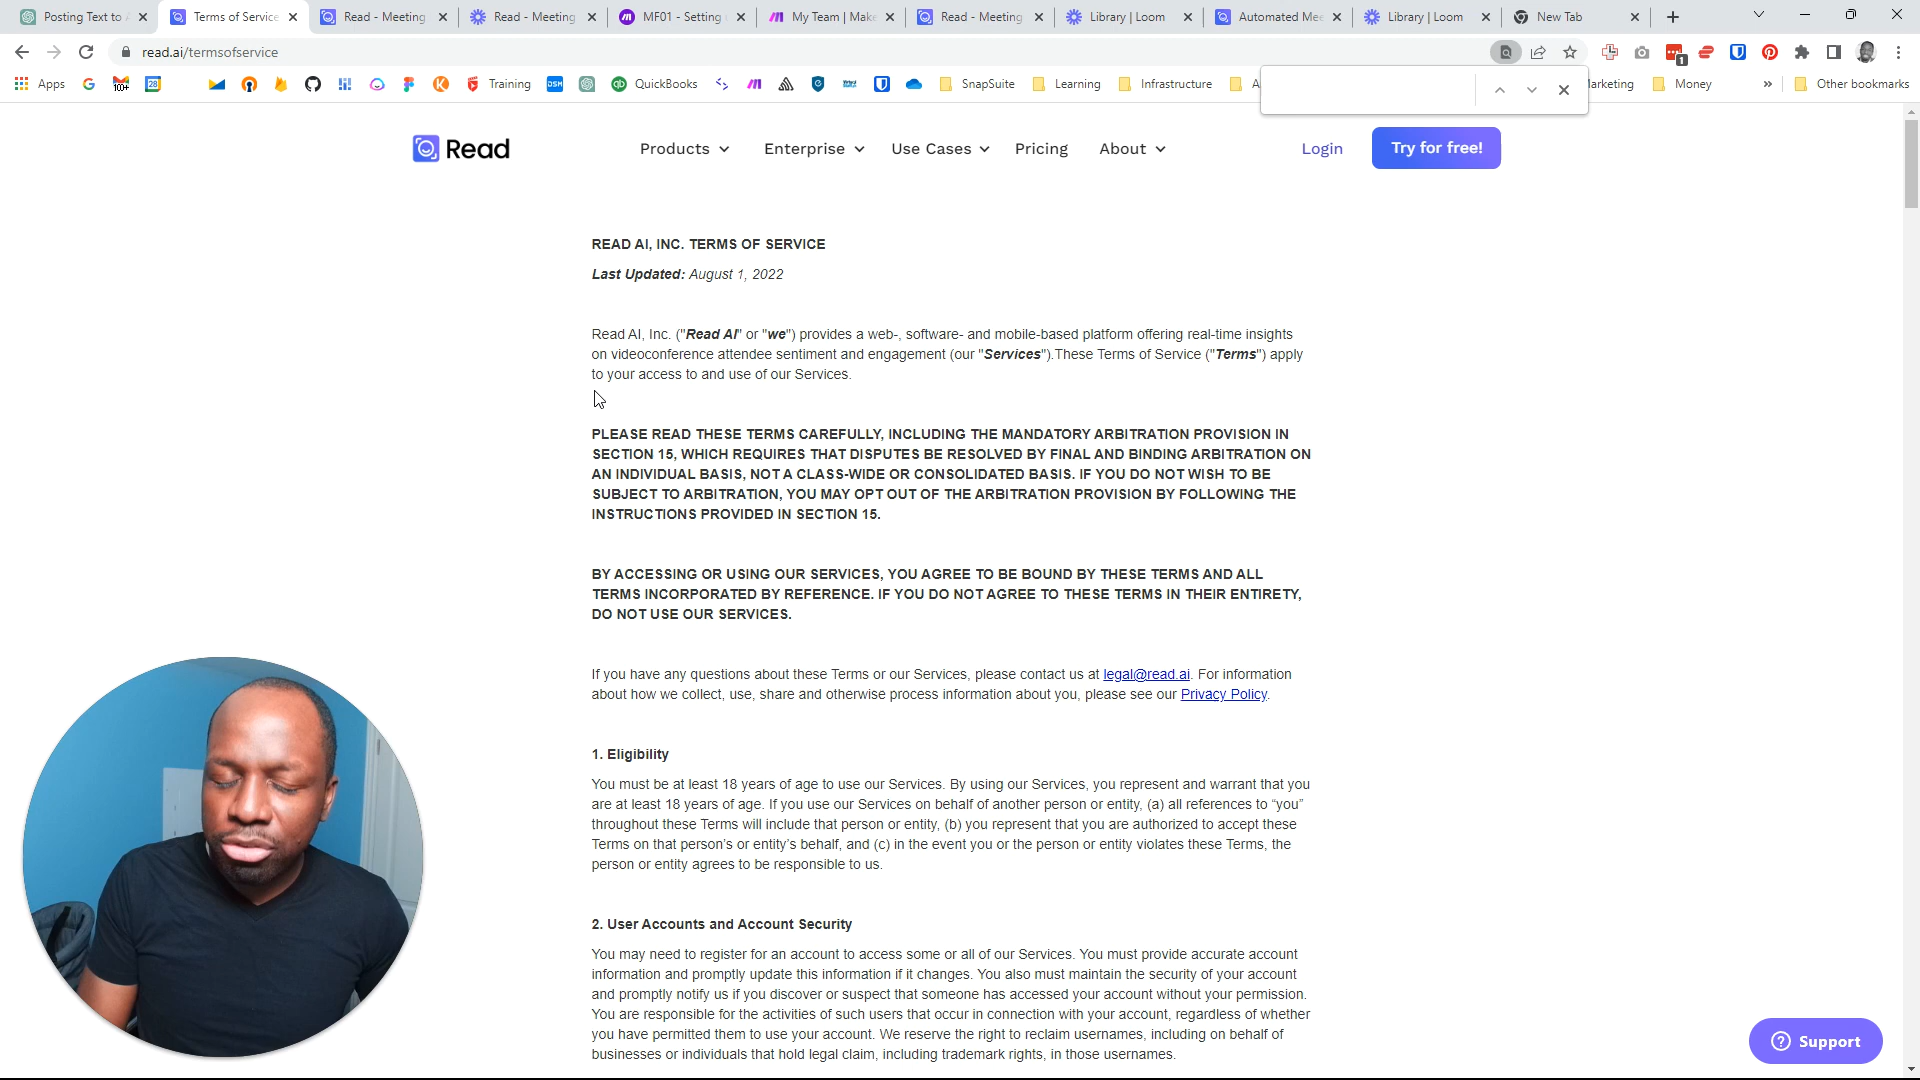 Posting Text to
Terms of Service
Read - Meeting
Read - Meeting
MF01 - Setting
My Team | Make
Read - Meeting
Library | Loom
Automated Mee
Library | Loom
New Tab
read.ai/termsofservice
1
Apps
100+
28
Training
DSM
QuickBooks
SnapSuite
Learning
Infrastructure
Money
Other bookmarks
Read
Products
Enterprise
Use Cases
Pricing
About
Login
Try for free!
READ AI, INC. TERMS OF SERVICE
Last Updated: August 1, 2022
Read AI, Inc. ("Read AI" or "we") provides a web-, software- and mobile-based platform offering real-time insights
on videoconference attendee sentiment and engagement (our "Services").These Terms of Service ("Terms") apply
to your access to and use of our Services.
PLEASE READ THESE TERMS CAREFULLY, INCLUDING THE MANDATORY ARBITRATION PROVISION IN
SECTION 15, WHICH REQUIRES THAT DISPUTES BE RESOLVED BY FINAL AND BINDING ARBITRATION ON
AN INDIVIDUAL BASIS, NOT A CLASS-WIDE OR CONSOLIDATED BASIS. IF YOU DO NOT WISH TO BE
SUBJECT TO ARBITRATION, YOU MAY OPT OUT OF THE ARBITRATION PROVISION BY FOLLOWING THE
INSTRUCTIONS PROVIDED IN SECTION 15.
BY ACCESSING OR USING OUR SERVICES, YOU AGREE TO BE BOUND BY THESE TERMS AND ALL
TERMS INCORPORATED BY REFERENCE. IF YOU DO NOT AGREE TO THESE TERMS IN THEIR ENTIRETY,
DO NOT USE OUR SERVICES.
If you have any questions about these Terms or our Services, please contact us at legal@read.ai. For information
about how we collect, use, share and otherwise process information about you, please see our Privacy Policy.
1. Eligibility
You must be at least 18 years of age to use our Services. By using our Services, you represent and warrant that you
are at least 18 years of age. If you use our Services on behalf of another person or entity, (a) all references to “you”
throughout these Terms will include that person or entity, (b) you represent that you are authorized to accept these
Terms on that person's or entity's behalf, and (c) in the event you or the person or entity violates these Terms, the
person or entity agrees to be responsible to us.
2. User Accounts and Account Security
You may need to register for an account to access some or all of our Services. You must provide accurate account
information and promptly update this information if it changes. You also must maintain the security of your account
and promptly notify us if you discover or suspect that someone has accessed your account without your permission.
You are responsible for the activities of such users that occur in connection with your account, regardless of whether
you have permitted them to use your account. We reserve the right to reclaim usernames, including on behalf of
businesses or individuals that hold legal claim, including trademark rights, in those usernames.
Support